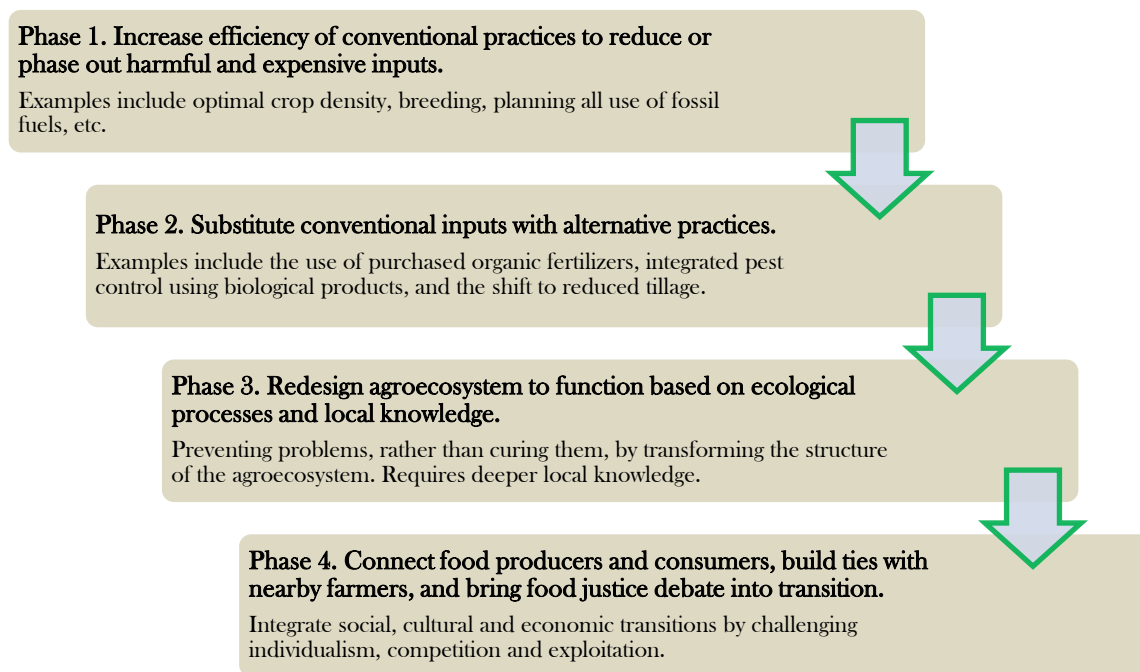 Phase 1. Increase efficiency of conventional practices to reduce or
phase out harmful and expensive inputs.
Examples include optimal crop density, breeding, planning all use of fossil
fuels, etc.
Phase 2. Substitute conventional inputs with alternative practices.
Examples include the use of purchased organic fertilizers, integrated pest
control using biological products, and the shift to reduced tillage.
Phase 3. Redesign agroecosystem to function based on ecological
processes and local knowledge.
Preventing problems, rather than curing them, by transforming the structure
of the agroecosystem. Requires deeper local knowledge.
Phase 4. Connect food producers and consumers, build ties with
nearby farmers, and bring food justice debate into transition.
Integrate social, cultural and economic transitions by challenging
individualism, competition and exploitation.